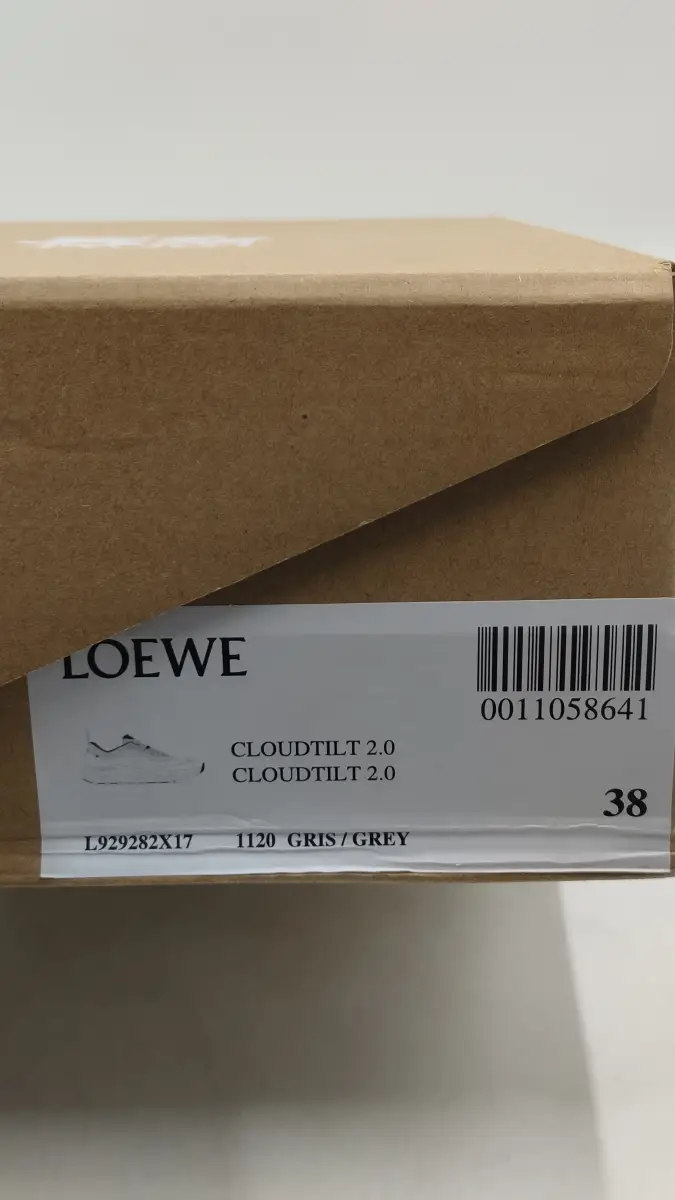 LOEWE
0011058641
CLOUDTILT 2.0
CLOUDTILT 2.0
38
L929282X17 1120 GRIS / GREY